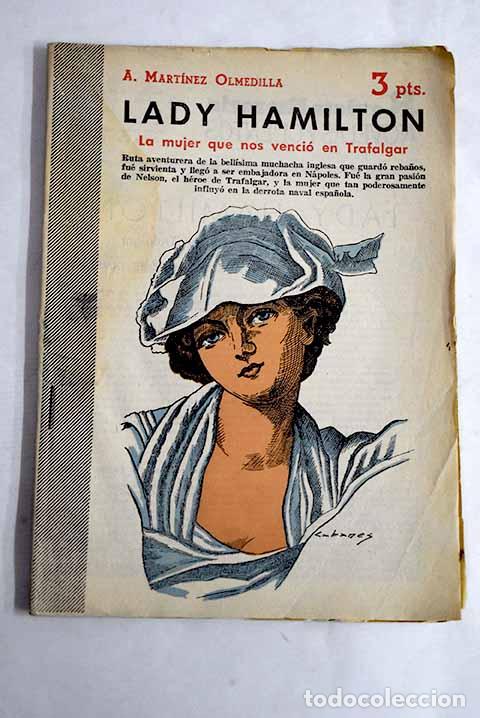 A. MARTÍNEZ OLMEDILLA
3 pts.
LADY HAMILTON
La mujer que nos venció en Trafalgar
Ruta aventurera de la bellísima muchacha inglesa que guardó rebaños,
fué sirvienta y llegó a ser embajadora en Nápoles. Fué la gran pasión
de Nelson, el héroe de Trafalgar, y la mujer que tan poderosamente
influyó en la derrota naval española.
Cabanes
todocoleccion